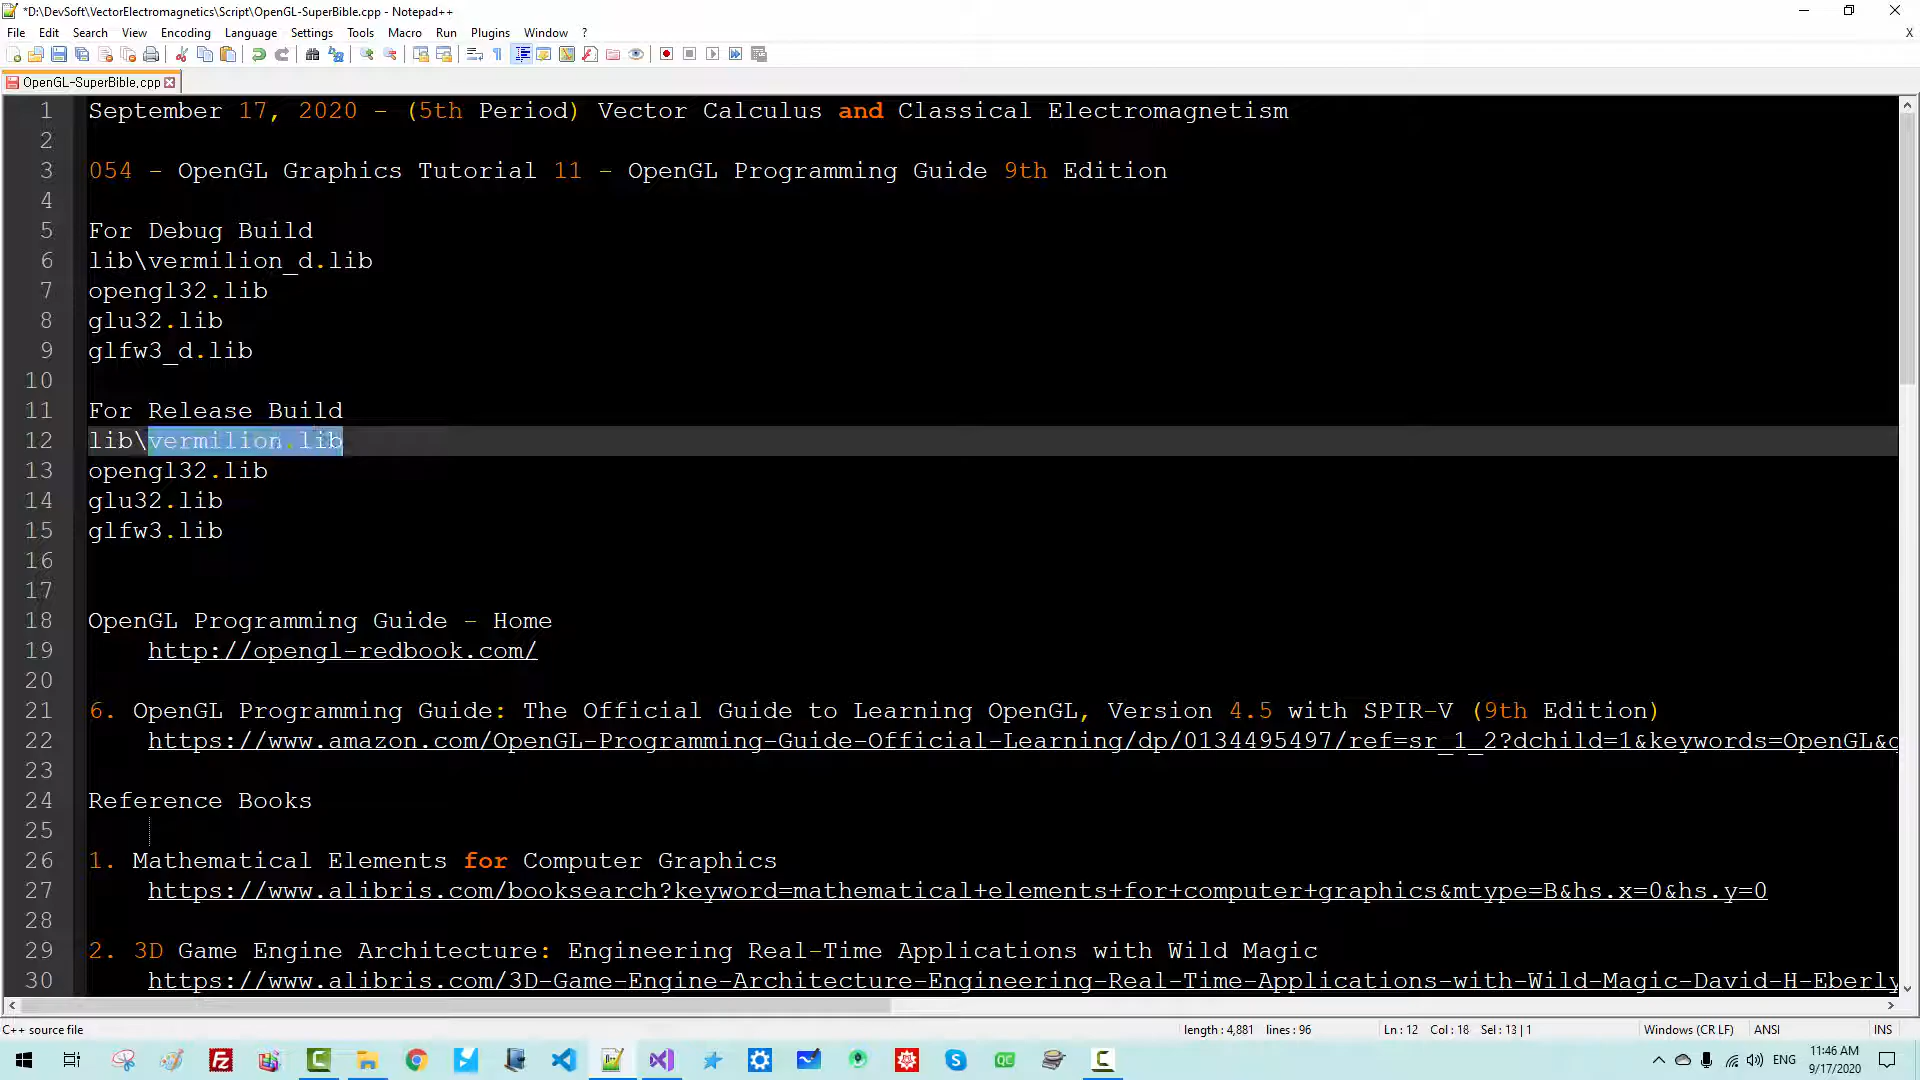 *D:\DevSoft\VectorElectromagnetics\Script\OpenGL-SuperBible.cpp - Notepad++
File Edit Search View Encoding Language Settings Tools Macro Run Plugins Window ? X
OpenGL-SuperBible.cpp
1 September 17, 2020 - (5th Period) Vector Calculus and Classical Electromagnetism
2
3 054 - OpenGL Graphics Tutorial 11 - OpenGL Programming Guide 9th Edition
4
5 For Debug Build
6 lib\vermilion_d.lib
7 opengl32.lib
8 glu32.lib
9 glfw3_d.lib
10
11 For Release Build
12 lib\vermilion.lib
13 opengl32.lib
14 glu32.lib
15 glfw3.lib
16
17
18 OpenGL Programming Guide - Home
19 http://opengl-redbook.com/
20
21 6. OpenGL Programming Guide: The Official Guide to Learning OpenGL, Version 4.5 with SPIR-V (9th Edition)
22 https://www.amazon.com/OpenGL-Programming-Guide-Official-Learning/dp/0134495497/ref=sr_1_2?dchild=1&keywords=OpenGL&q
23
24 Reference Books
25
26 1. Mathematical Elements for Computer Graphics
27 https://www.alibris.com/booksearch?keyword=mathematical+elements+for+computer+graphics&mtype=B&hs.x=0&hs.y=0
28
29 2. 3D Game Engine Architecture: Engineering Real-Time Applications with Wild Magic
30 https://www.alibris.com/3D-Game-Engine-Architecture-Engineering-Real-Time-Applications-with-Wild-Magic-David-H-Eberly
C++ source file length : 4,881 lines : 96 Ln : 12 Col : 18 Sel : 13 | 1 Windows (CR LF) ANSI INS
ENG 11:46 AM
9/17/2020